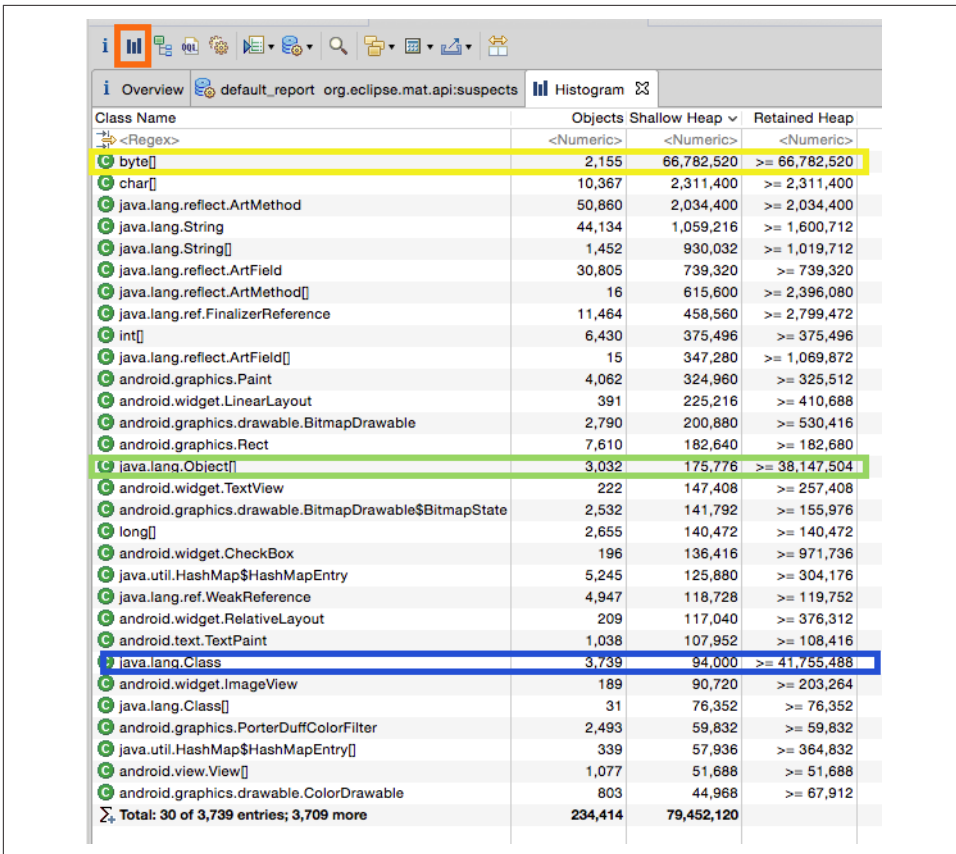 i Overview default_report org.eclipse.mat.api:suspects Histogram
Class Name Objects Shallow Heap Retained Heap
<Regex> <Numeric> <Numeric> <Numeric>
byte[] 2,155 66,782,520 >= 66,782,520
char[] 10,367 2,311,400 >= 2,311,400
java.lang.reflect.ArtMethod 50,860 2,034,400 >= 2,034,400
java.lang.String 44,134 1,059,216 >= 1,600,712
java.lang.String[] 1,452 930,032 >= 1,019,712
java.lang.reflect.ArtField 30,805 739,320 >= 739,320
java.lang.reflect.ArtMethod[] 16 615,600 >= 2,396,080
java.lang.ref.FinalizerReference 11,464 458,560 >= 2,799,472
int[] 6,430 375,496 >= 375,496
java.lang.reflect.ArtField[] 15 347,280 >= 1,069,872
android.graphics.Paint 4,062 324,960 >= 325,512
android.widget.LinearLayout 391 225,216 >= 410,688
android.graphics.drawable.BitmapDrawable 2,790 200,880 >= 530,416
android.graphics.Rect 7,610 182,640 >= 182,680
java.lang.Object[] 3,032 175,776 >= 38,147,504
android.widget.TextView 222 147,408 >= 257,408
android.graphics.drawable.BitmapDrawable$BitmapState 2,532 141,792 >= 155,976
long[] 2,655 140,472 >= 140,472
android.widget.CheckBox 196 136,416 >= 971,736
java.util.HashMap$HashMapEntry 5,245 125,880 >= 304,176
java.lang.ref.WeakReference 4,947 118,728 >= 119,752
android.widget.RelativeLayout 209 117,040 >= 376,312
android.text.TextPaint 1,038 107,952 >= 108,416
java.lang.Class 3,739 94,000 >= 41,755,488
android.widget.ImageView 189 90,720 >= 203,264
java.lang.Class[] 31 76,352 >= 76,352
android.graphics.PorterDuffColorFilter 2,493 59,832 >= 59,832
java.util.HashMap$HashMapEntry[] 339 57,936 >= 364,832
android.view.View[] 1,077 51,688 >= 51,688
android.graphics.drawable.ColorDrawable 803 44,968 >= 67,912
Total: 30 of 3,739 entries; 3,709 more 234,414 79,452,120